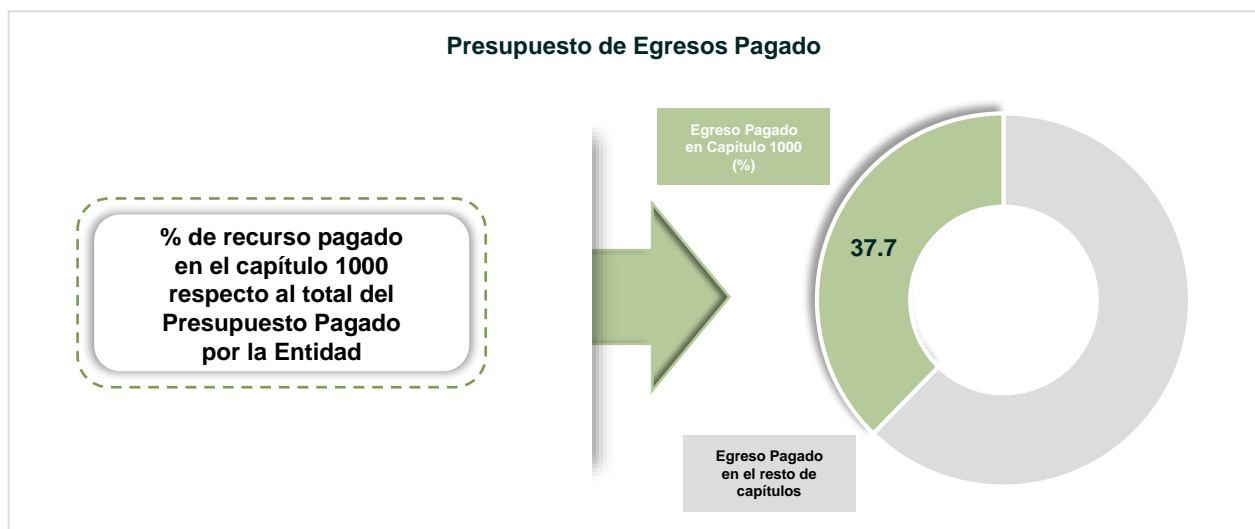 Presupuesto de Egresos Pagado
Egreso Pagado
en Capítulo 1000
(%)
% de recurso pagado
en el capítulo 1000
respecto al total del
Presupuesto Pagado
por la Entidad
37.7
Egreso Pagado
en el resto de
capítulos